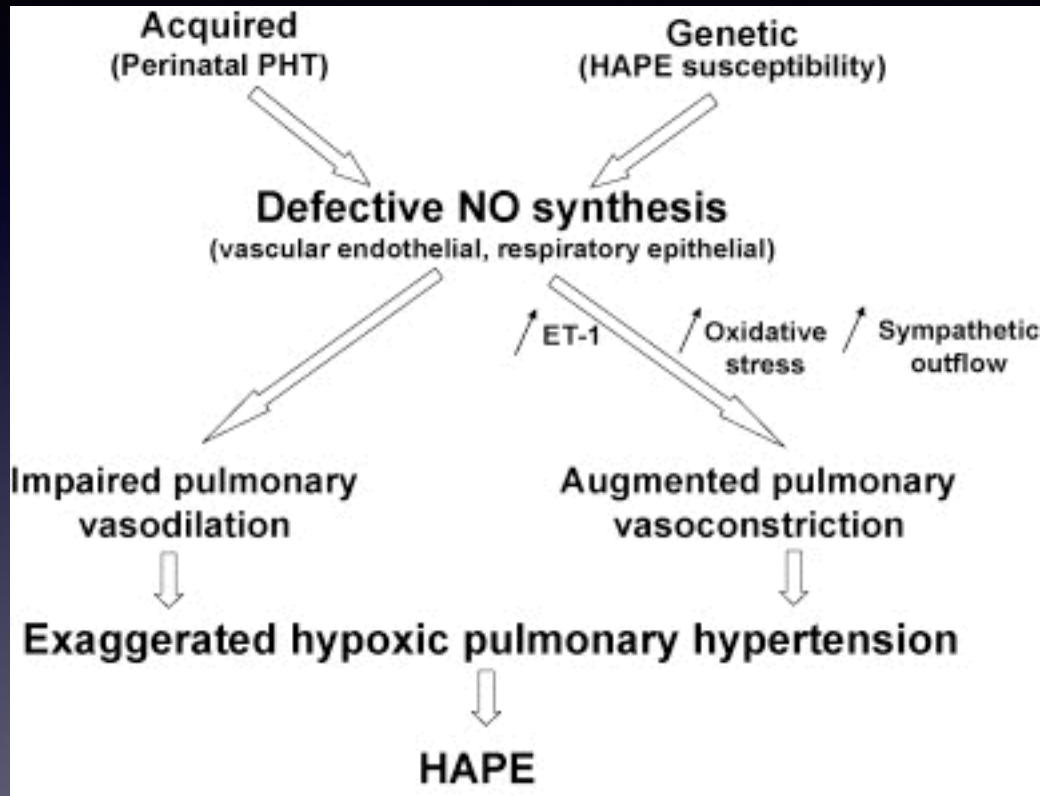 Acquired
(Perinatal PHT)
Genetic
(HAPE susceptibility)
Defective NO synthesis
(vascular endothelial, respiratory epithelial)
ET-1
Oxidative
stress
Sympathetic
outflow
Impaired pulmonary
vasodilation
Augmented pulmonary
vasoconstriction
Exaggerated hypoxic pulmonary hypertension
HAPE